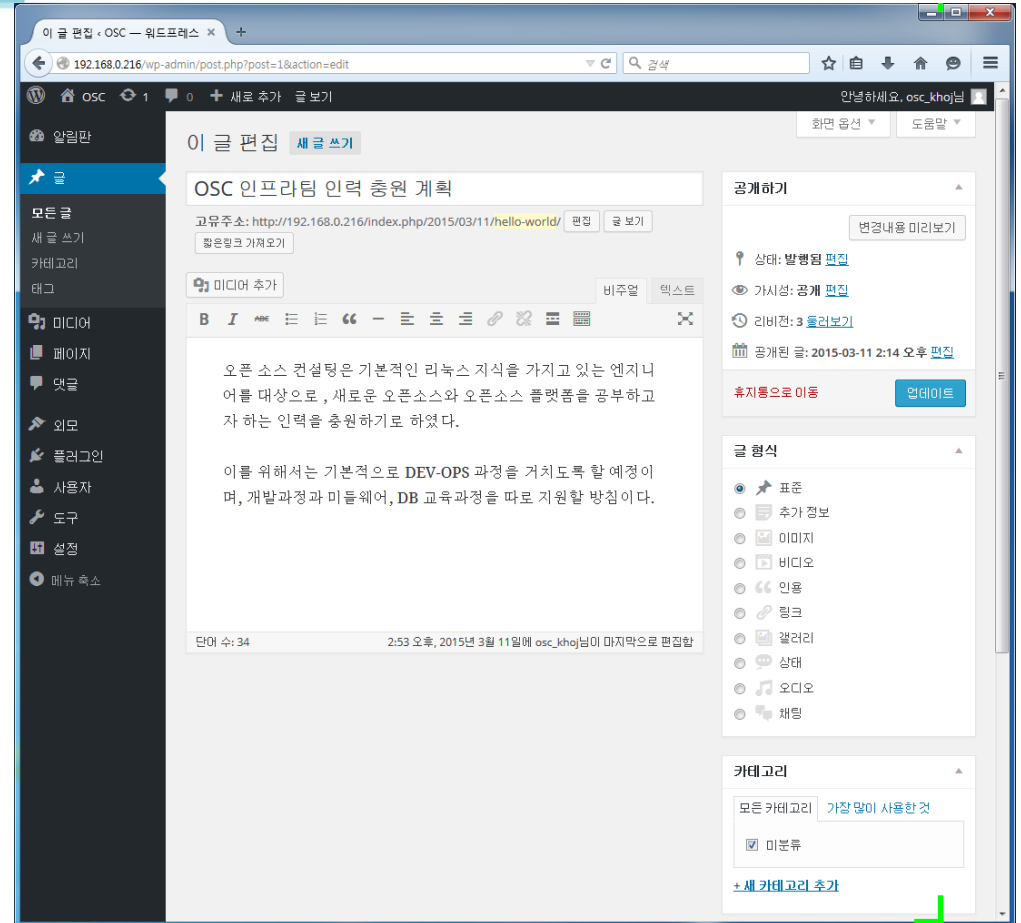 이 글 편집 ‹ OSC — 워드프레스 ×
192.168.0.216/wp-admin/post.php?post=1&action=edit
검색
OSC 1 0 새로 추가 글 보기
안녕하세요, osc_khoj님
알림판
글
모든 글
새 글 쓰기
카테고리
태그
미디어
페이지
댓글
외모
플러그인
사용자
도구
설정
메뉴 축소
화면 옵션
도움말
이 글 편집 새 글 쓰기
OSC 인프라팀 인력 충원 계획
고유주소: http://192.168.0.216/index.php/2015/03/11/hello-world/ 편집 글 보기
짧은링크 가져오기
미디어 추가
비주얼 텍스트
B I ABC
오픈 소스 컨설팅은 기본적인 리눅스 지식을 가지고 있는 엔지니
어를 대상으로 , 새로운 오픈소스와 오픈소스 플랫폼을 공부하고
자 하는 인력을 충원하기로 하였다.
이를 위해서는 기본적으로 DEV-OPS 과정을 거치도록 할 예정이
며, 개발과정과 미들웨어, DB 교육과정을 따로 지원할 방침이다.
단어 수: 34
2:53 오후, 2015년 3월 11일에 osc_khoj님이 마지막으로 편집함
공개하기
변경내용 미리보기
상태: 발행됨 편집
가시성: 공개 편집
리비전: 3 둘러보기
공개된 글: 2015-03-11 2:14 오후 편집
휴지통으로 이동
업데이트
글 형식
표준
추가 정보
이미지
비디오
인용
링크
갤러리
상태
오디오
채팅
카테고리
모든 카테고리 가장 많이 사용한 것
미분류
+ 새 카테고리 추가